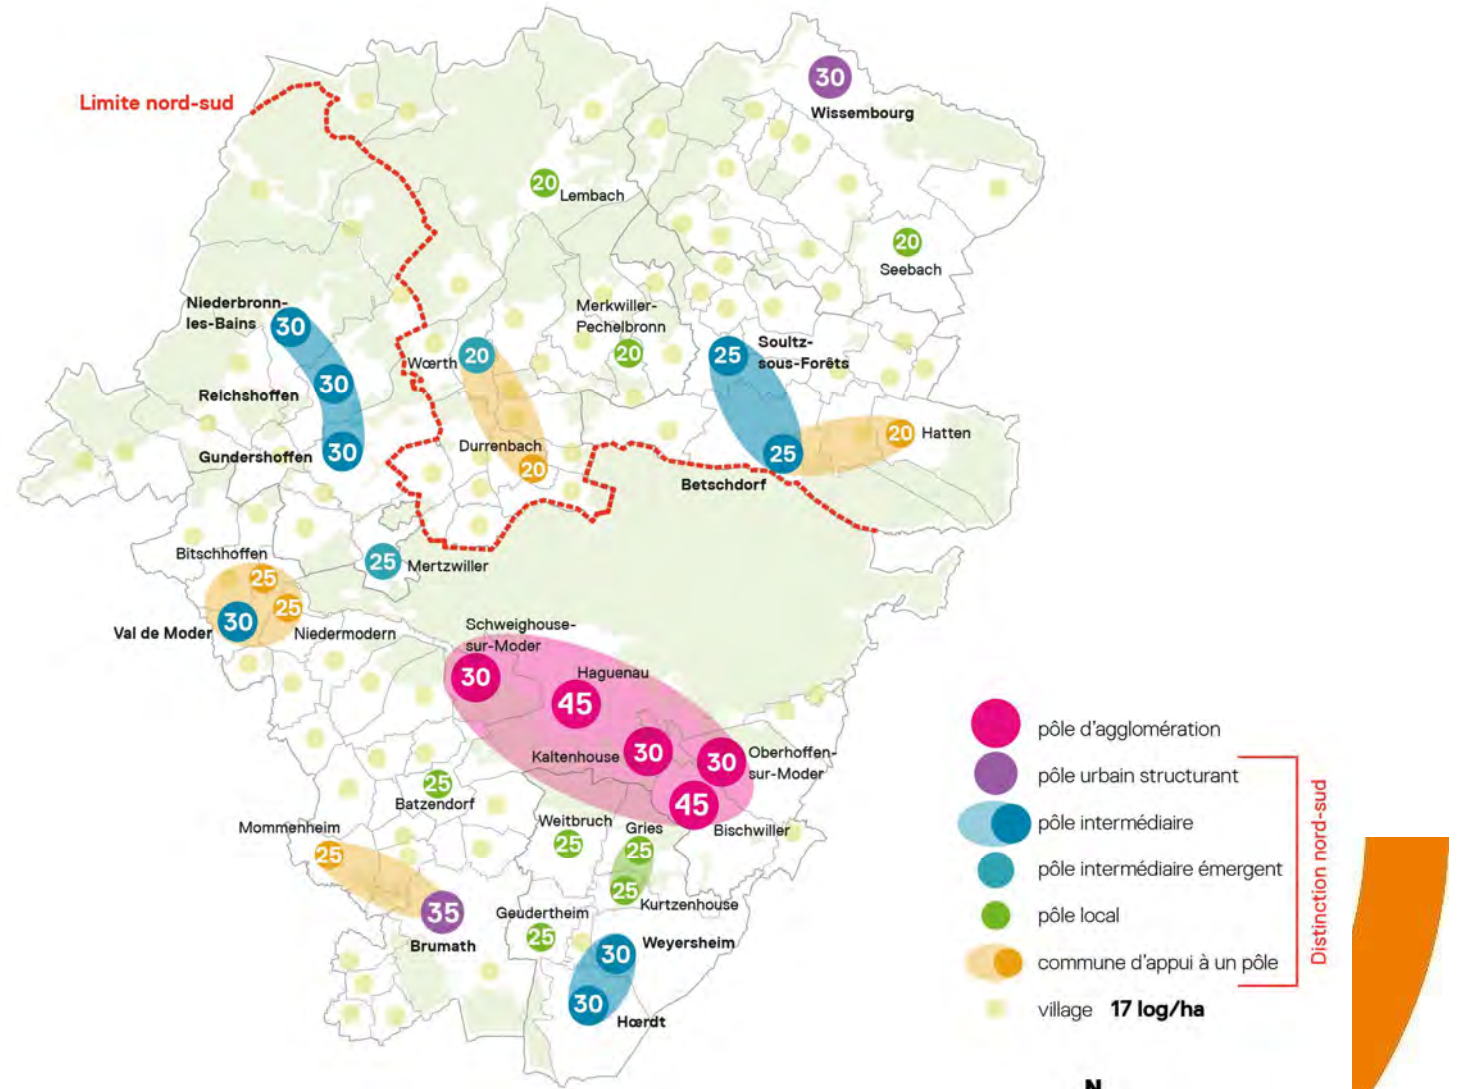 Limite nord-sud
30
Wissembourg
20
Lembach
20
Seebach
Niederbronn-
les-Bains
30
Merkwiller-
Pechelbronn
20
Soultz-
sous-Forêts
25
Wœrth
20
Reichshoffen
30
Gundershoffen
30
Durrenbach
20
20
Hatten
25
Betschdorf
Bitschhoffen
25
25
Mertzwiller
25
30
Val de Moder
Niedermodern
Schweighouse-
sur-Moder
30
Haguenau
45
Kaltenhouse
30
30
Oberhoffen-
sur-Moder
45
Bischwiller
25
Batzendorf
Mommenheim
25
Weitbruch
25
Gries
25
25
Kurtzenhouse
35
Brumath
Geudertheim
25
Weyersheim
30
30
Hœrdt
pôle d'agglomération
pôle urbain structurant
pôle intermédiaire
pôle intermédiaire émergent
pôle local
commune d'appui à un pôle
village 17 log/ha
Distinction nord-sud
N